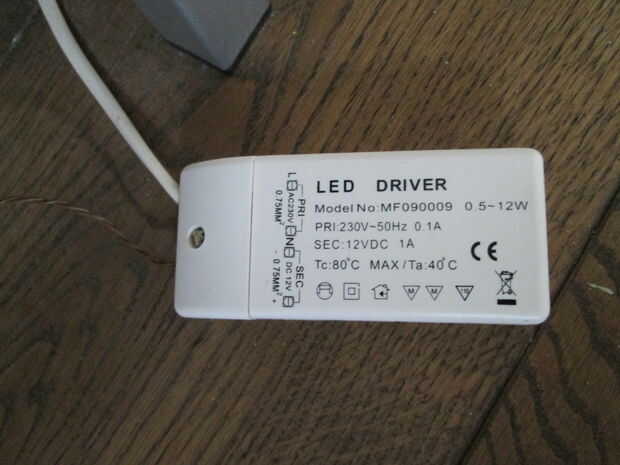 LED DRIVER
Model No:MF090009 0.5~12W
PRI:230V~50Hz 0.1A
SEC:12VDC 1A
Tc:80°C MAX/Ta:40°C
CE
M M 110
L N
PRI
AC230V
0.75MM²
SEC
DC 12V
- 0.75MM² +